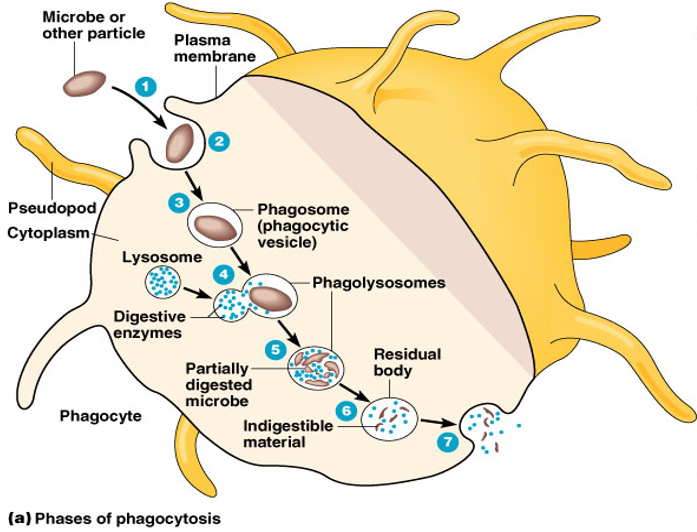 Microbe or
other particle
Plasma
membrane
1
2
Pseudopod
Cytoplasm
3
Phagosome
(phagocytic
vesicle)
Lysosome
4
Phagolysosomes
Digestive
enzymes
5
Partially
digested
microbe
Residual
body
6
Indigestible
material
7
Phagocyte
(a) Phases of phagocytosis